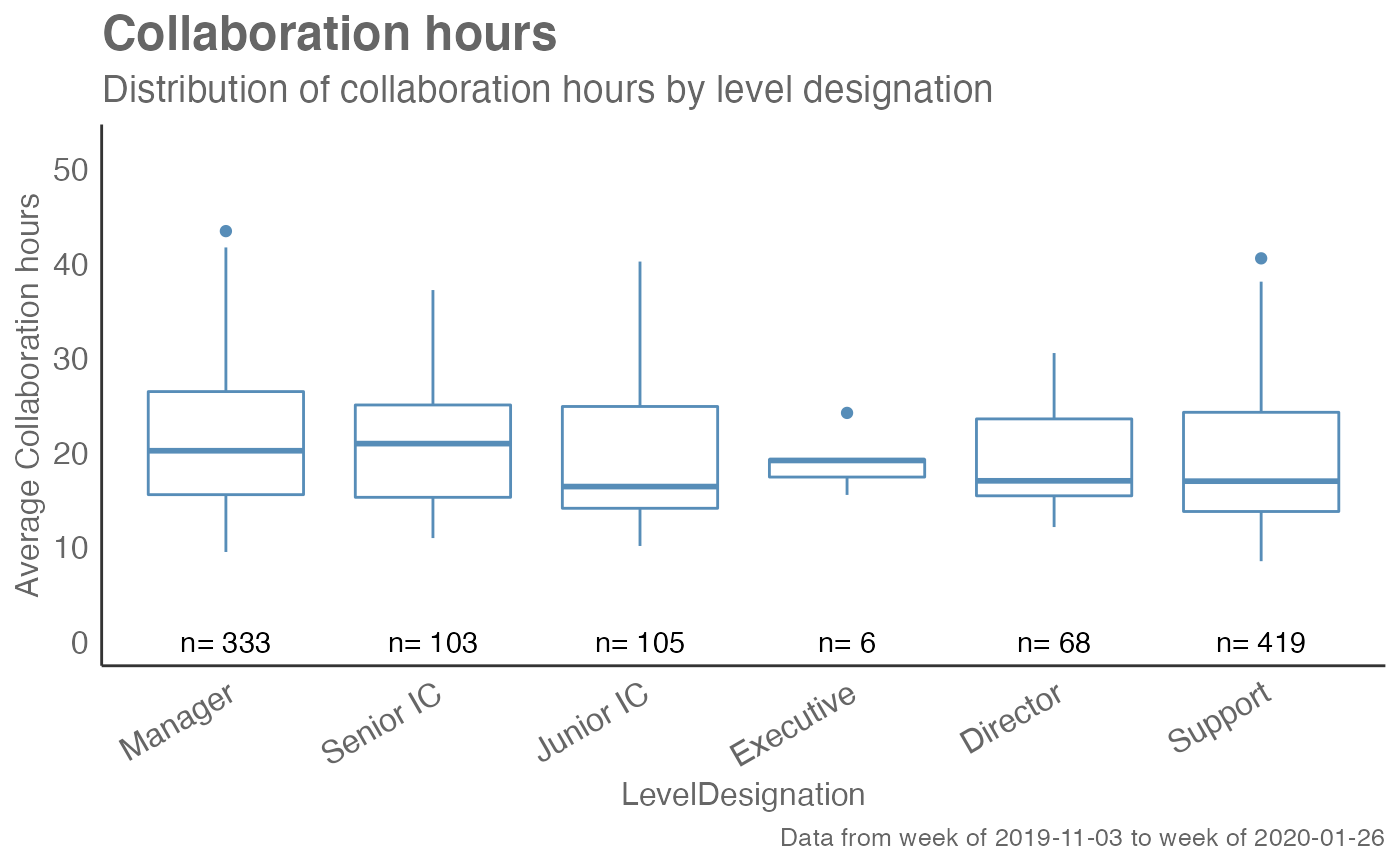 Collaboration hours
Distribution of collaboration hours by level designation
Average Collaboration hours
50
40
30
20
10
0
n= 333
n= 103
n= 105
n= 6
n= 68
n= 419
Manager
Senior IC
Junior IC
Executive
Director
Support
LevelDesignation
Data from week of 2019-11-03 to week of 2020-01-26